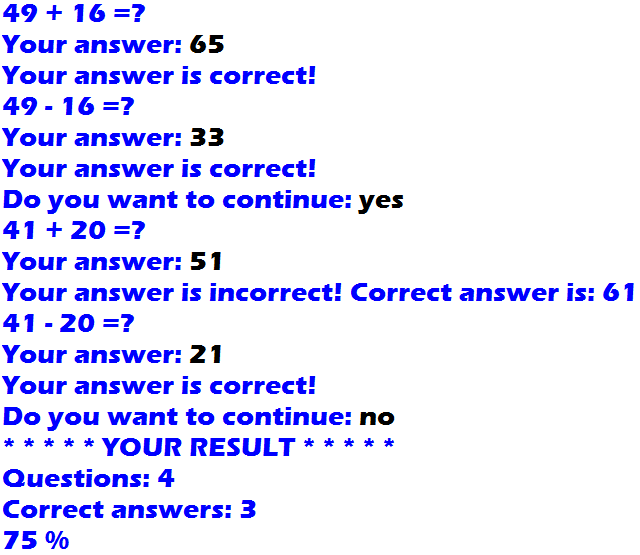 49 + 16 =?
Your answer: 65
Your answer is correct!
49 - 16 =?
Your answer: 33
Your answer is correct!
Do you want to continue: yes
41 + 20 =?
Your answer: 51
Your answer is incorrect! Correct answer is: 61
41 - 20 =?
Your answer: 21
Your answer is correct!
Do you want to continue: no
* * * * * YOUR RESULT * * * * *
Questions: 4
Correct answers: 3
75 %